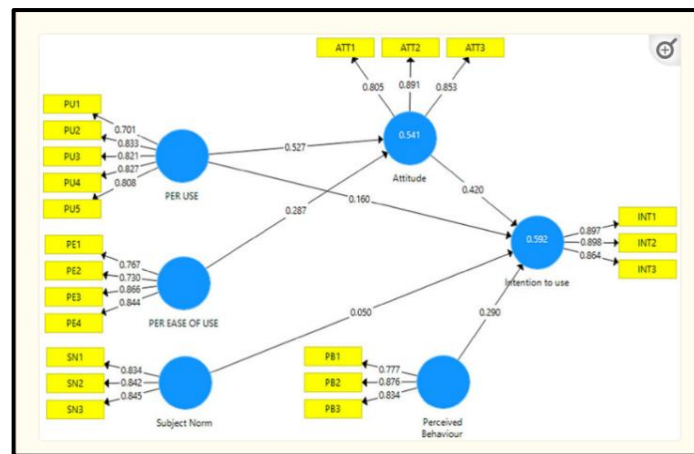 ATT1
ATT2
ATT3
0.805
0.891
0.853
0.541
Attitude
PU1
PU2
PU3
PU4
PU5
0.701
0.833
0.821
0.827
0.808
PER USE
0.527
0.160
0.287
0.420
PE1
PE2
PE3
PE4
0.767
0.730
0.866
0.844
PER EASE OF USE
0.592
Intention to use
0.897
0.898
0.864
INT1
INT2
INT3
SN1
SN2
SN3
0.834
0.842
0.845
Subject Norm
0.050
0.290
PB1
PB2
PB3
0.777
0.876
0.834
Perceived
Behaviour